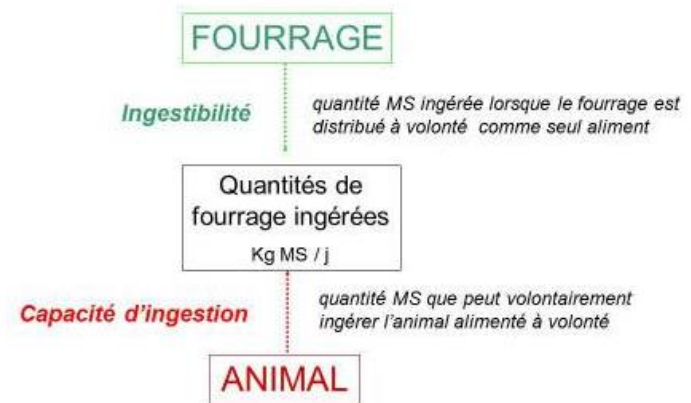 FOURRAGE
Ingestibilité
quantité MS ingérée lorsque le fourrage est
distribué à volonté comme seul aliment
Quantités de
fourrage ingérées
Kg MS / j
Capacité d'ingestion
quantité MS que peut volontairement
ingérer l'animal alimenté à volonté
ANIMAL